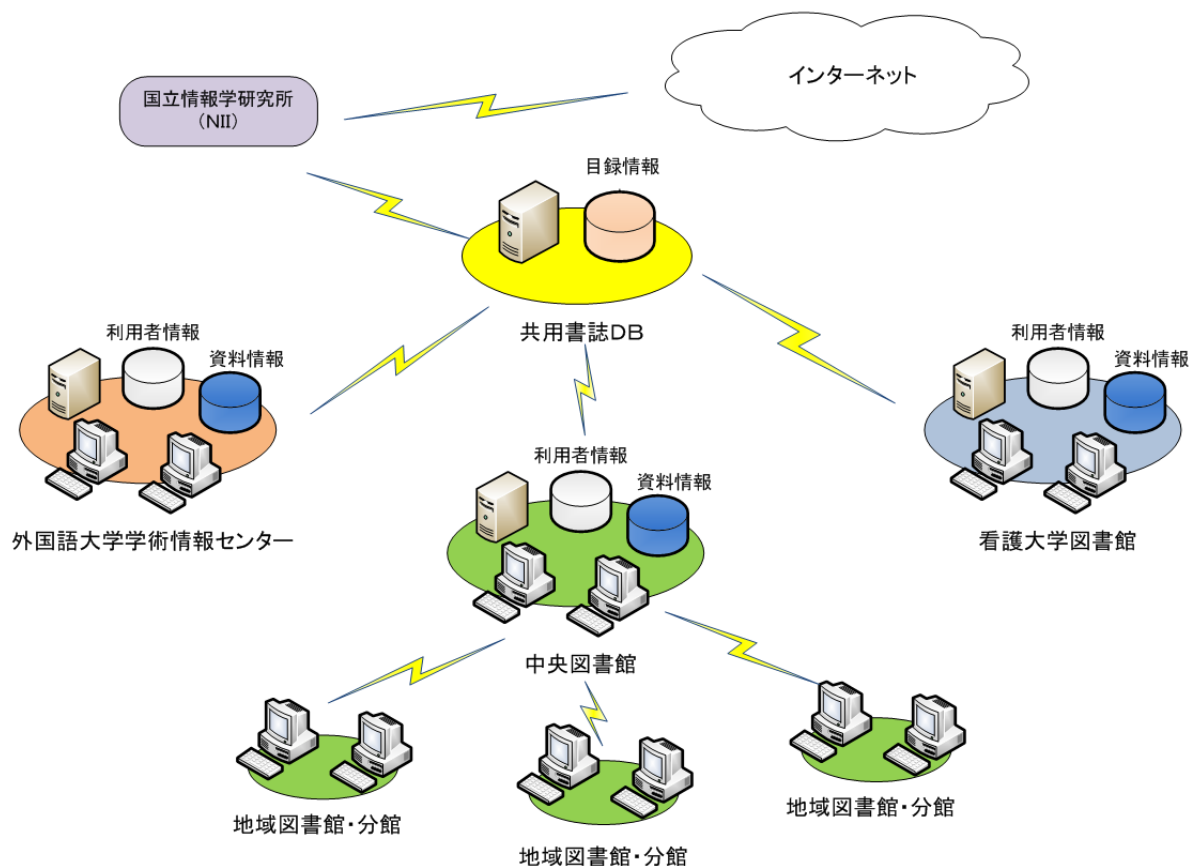 インターネット
国立情報学研究所
（NII）
目録情報
共用書誌DB
利用者情報
資料情報
外国語大学学術情報センター
利用者情報
資料情報
看護大学図書館
利用者情報
資料情報
中央図書館
地域図書館・分館
地域図書館・分館
地域図書館・分館